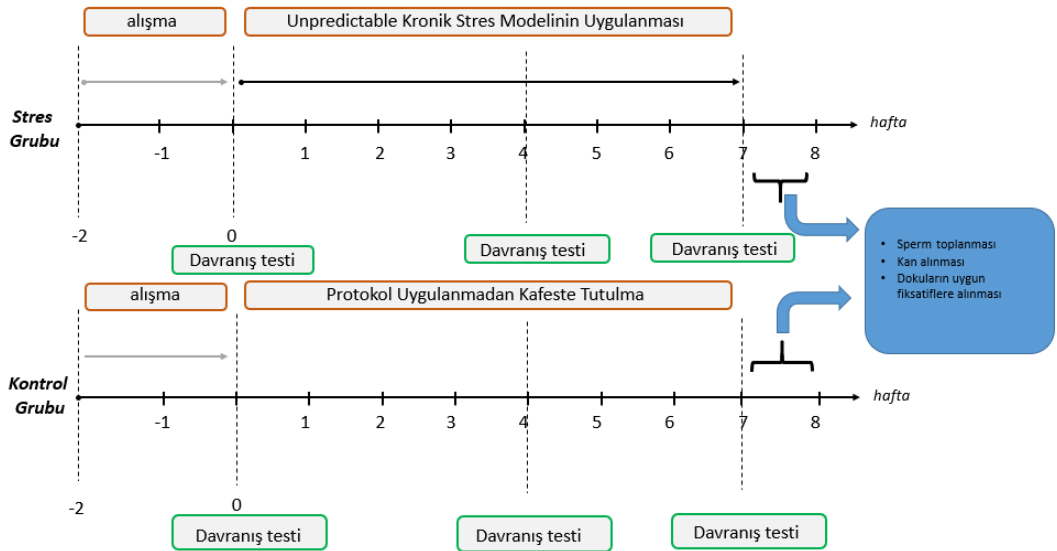 alışma
Unpredictable Kronik Stres Modelinin Uygulanması
Stres
Grubu
hafta
-1 1 2 3 4 5 6 7 8
-2 0
Davranış testi Davranış testi Davranış testi
• Sperm toplanması
• Kan alınması
• Dokuların uygun
fiksatiflere alınması
alışma
Protokol Uygulanmadan Kafeste Tutulma
Kontrol
Grubu
hafta
-1 1 2 3 4 5 6 7 8
-2 0
Davranış testi Davranış testi Davranış testi